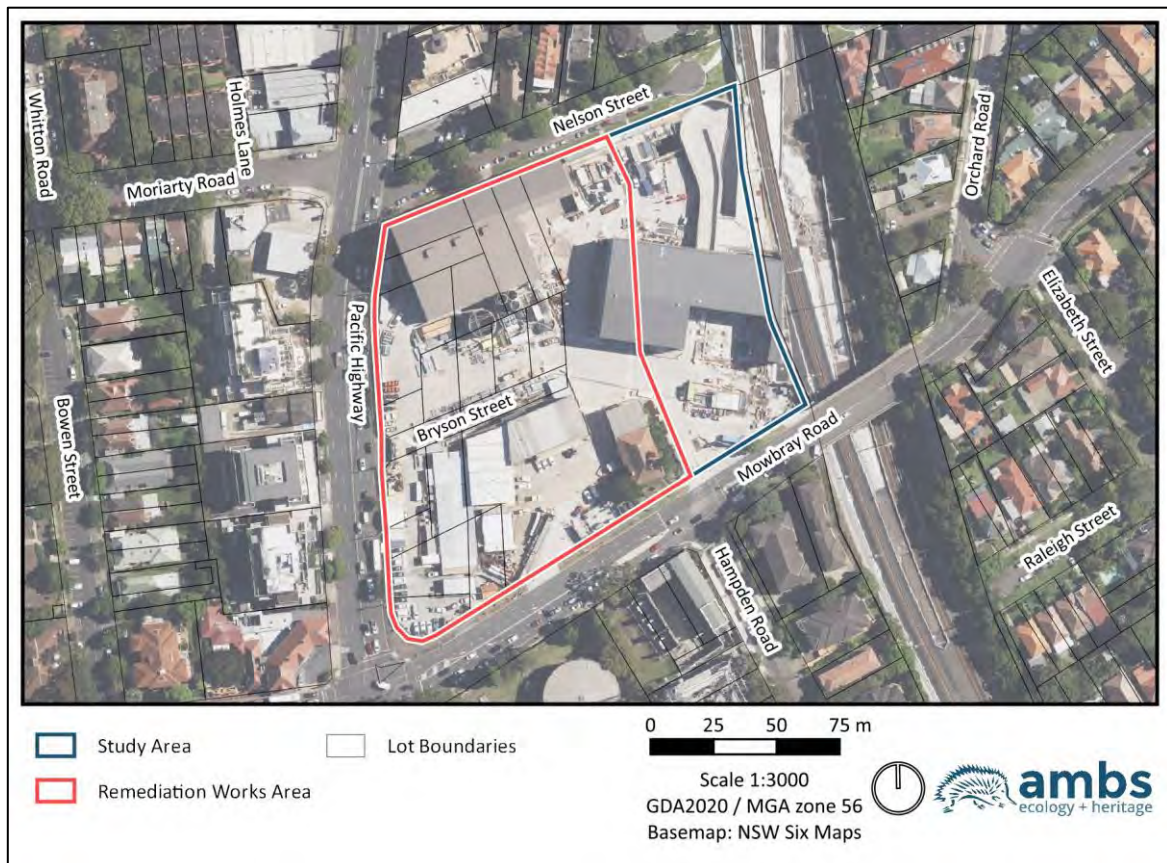 Nelson Street
Whitton Road
Holmes Lane
Moriarty Road
Orchard Road
Elizabeth Street
Pacific Highway
Bryson Street
Bowen Street
Mowbray Road
Raleigh Street
Hampden Road
Study Area
Lot Boundaries
Remediation Works Area
0 25 50 75 m
Scale 1:3000
GDA2020 / MGA zone 56
Basemap: NSW Six Maps
ambs
ecology + heritage